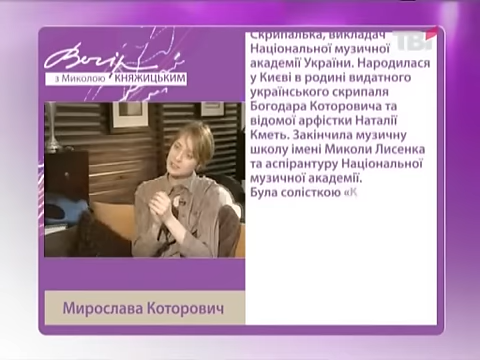 Вечір
з Миколою КНЯЖИЦЬКИМ
Мирослава Которович
Скрипалька, викладач
Національної музичної
академії України. Народилася
у Києві в родині видатного
українського скрипаля
Богодара Которовича та
відомої арфістки Наталії
Кметь. Закінчила музичну
школу імені Миколи Лисенка
та аспірантуру Національної
музичної академії.
Була солісткою «К
ТВі